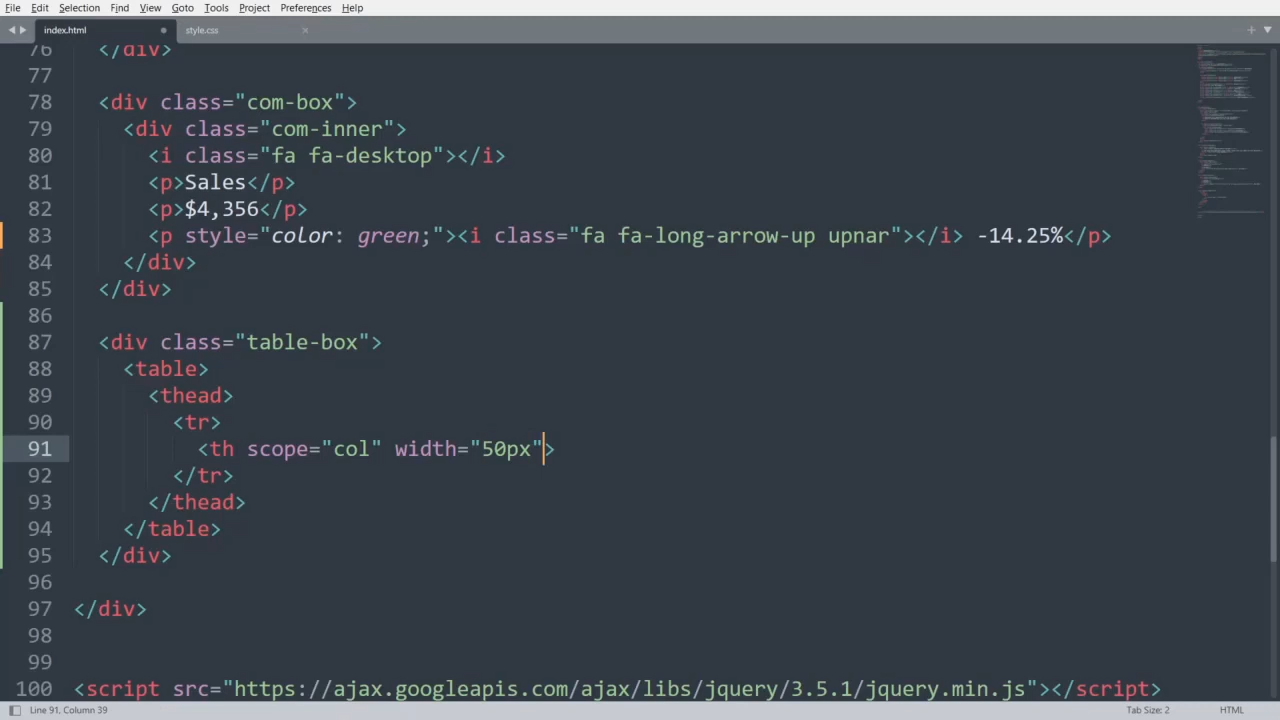 File Edit Selection Find View Goto Tools Project Preferences Help
index.html style.css
76 </div>
77
78 <div class="com-box">
79 <div class="com-inner">
80 <i class="fa fa-desktop"></i>
81 <p>Sales</p>
82 <p>$4,356</p>
83 <p style="color: green;"><i class="fa fa-long-arrow-up upnar"></i> -14.25%</p>
84 </div>
85 </div>
86
87 <div class="table-box">
88 <table>
89 <thead>
90 <tr>
91 <th scope="col" width="50px">
92 </tr>
93 </thead>
94 </table>
95 </div>
96
97 </div>
98
99
100 <script src="https://ajax.googleapis.com/ajax/libs/jquery/3.5.1/jquery.min.js"></script>
Line 91, Column 39 Tab Size: 2 HTML